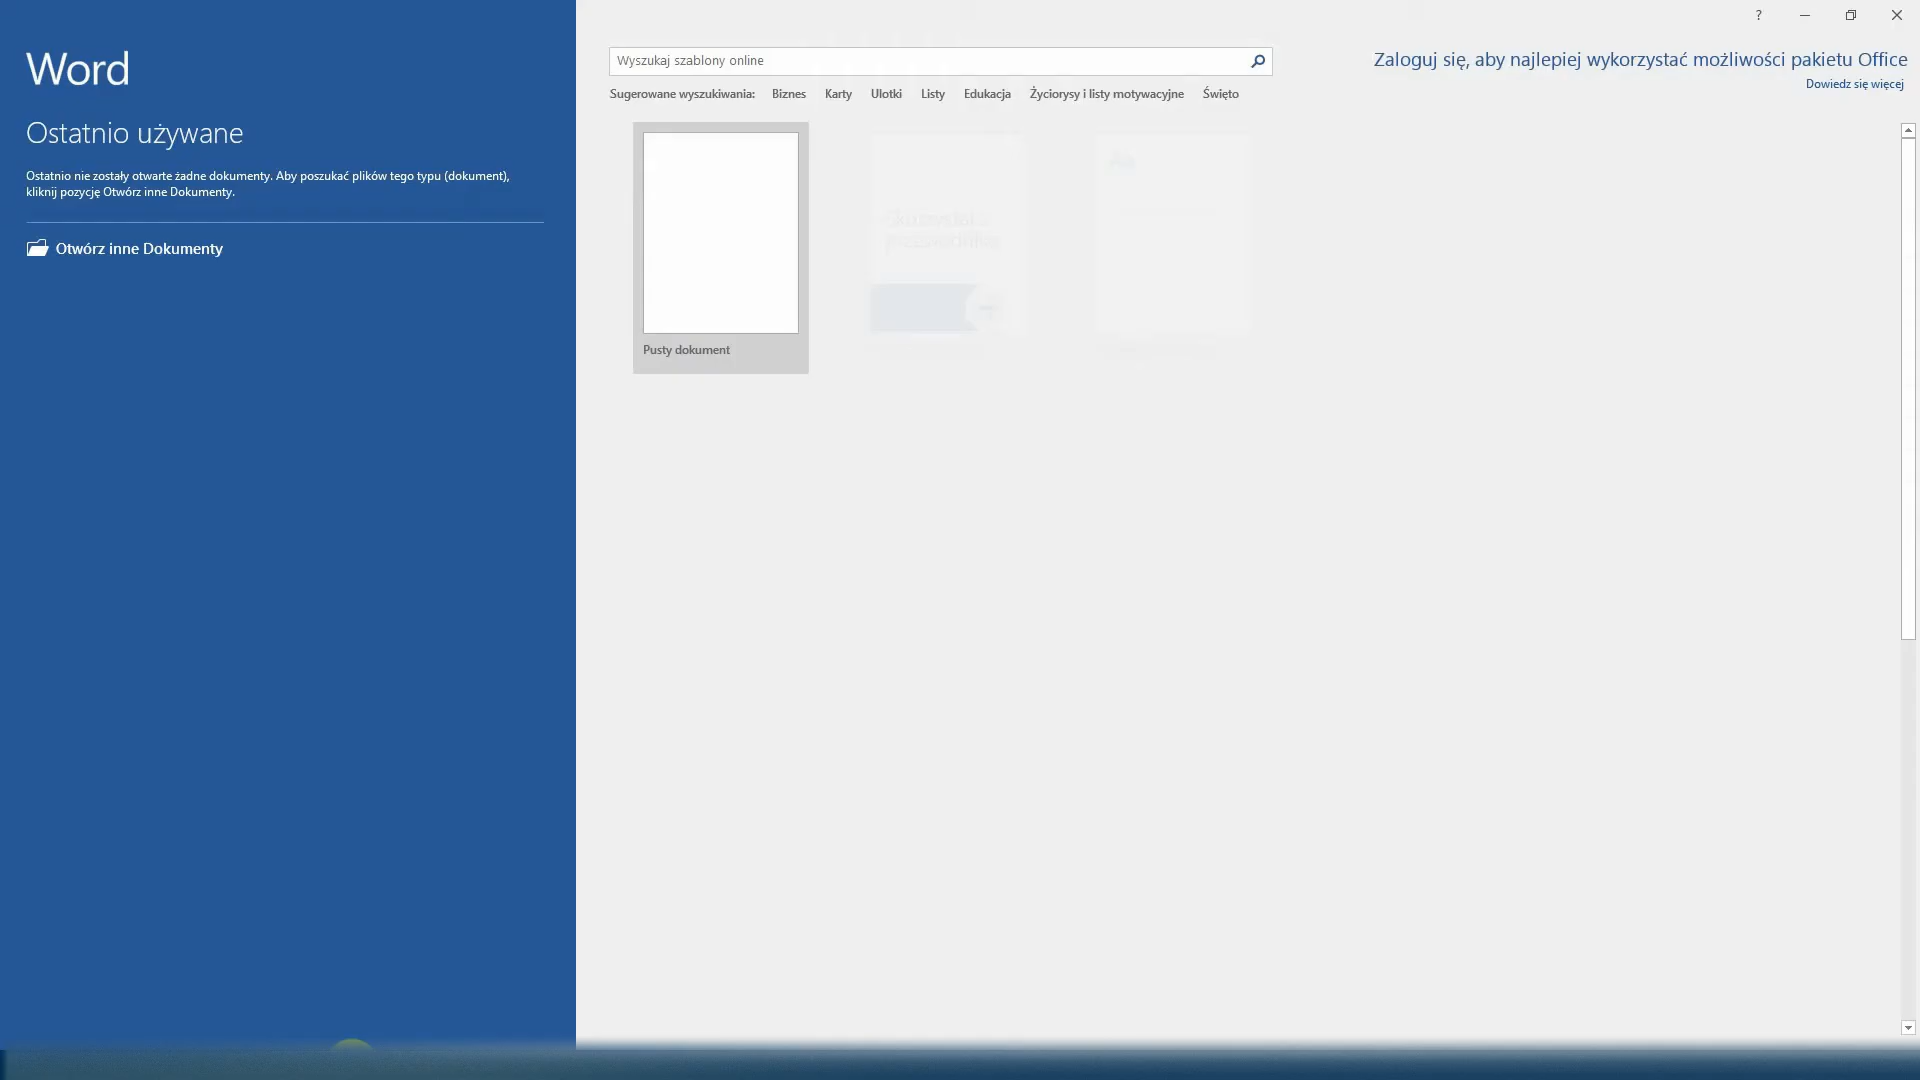 ?
Word
Wyszukaj szablony online
Zaloguj się, aby najlepiej wykorzystać możliwości pakietu Office
Dowiedz się więcej
Sugerowane wyszukiwania: Biznes Karty Ulotki Listy Edukacja Życiorysy i listy motywacyjne Święto
Ostatnio używane
Ostatnio nie zostały otwarte żadne dokumenty. Aby poszukać plików tego typu (dokument),
kliknij pozycję Otwórz inne Dokumenty.
Otwórz inne Dokumenty
Aa
Pusty dokument